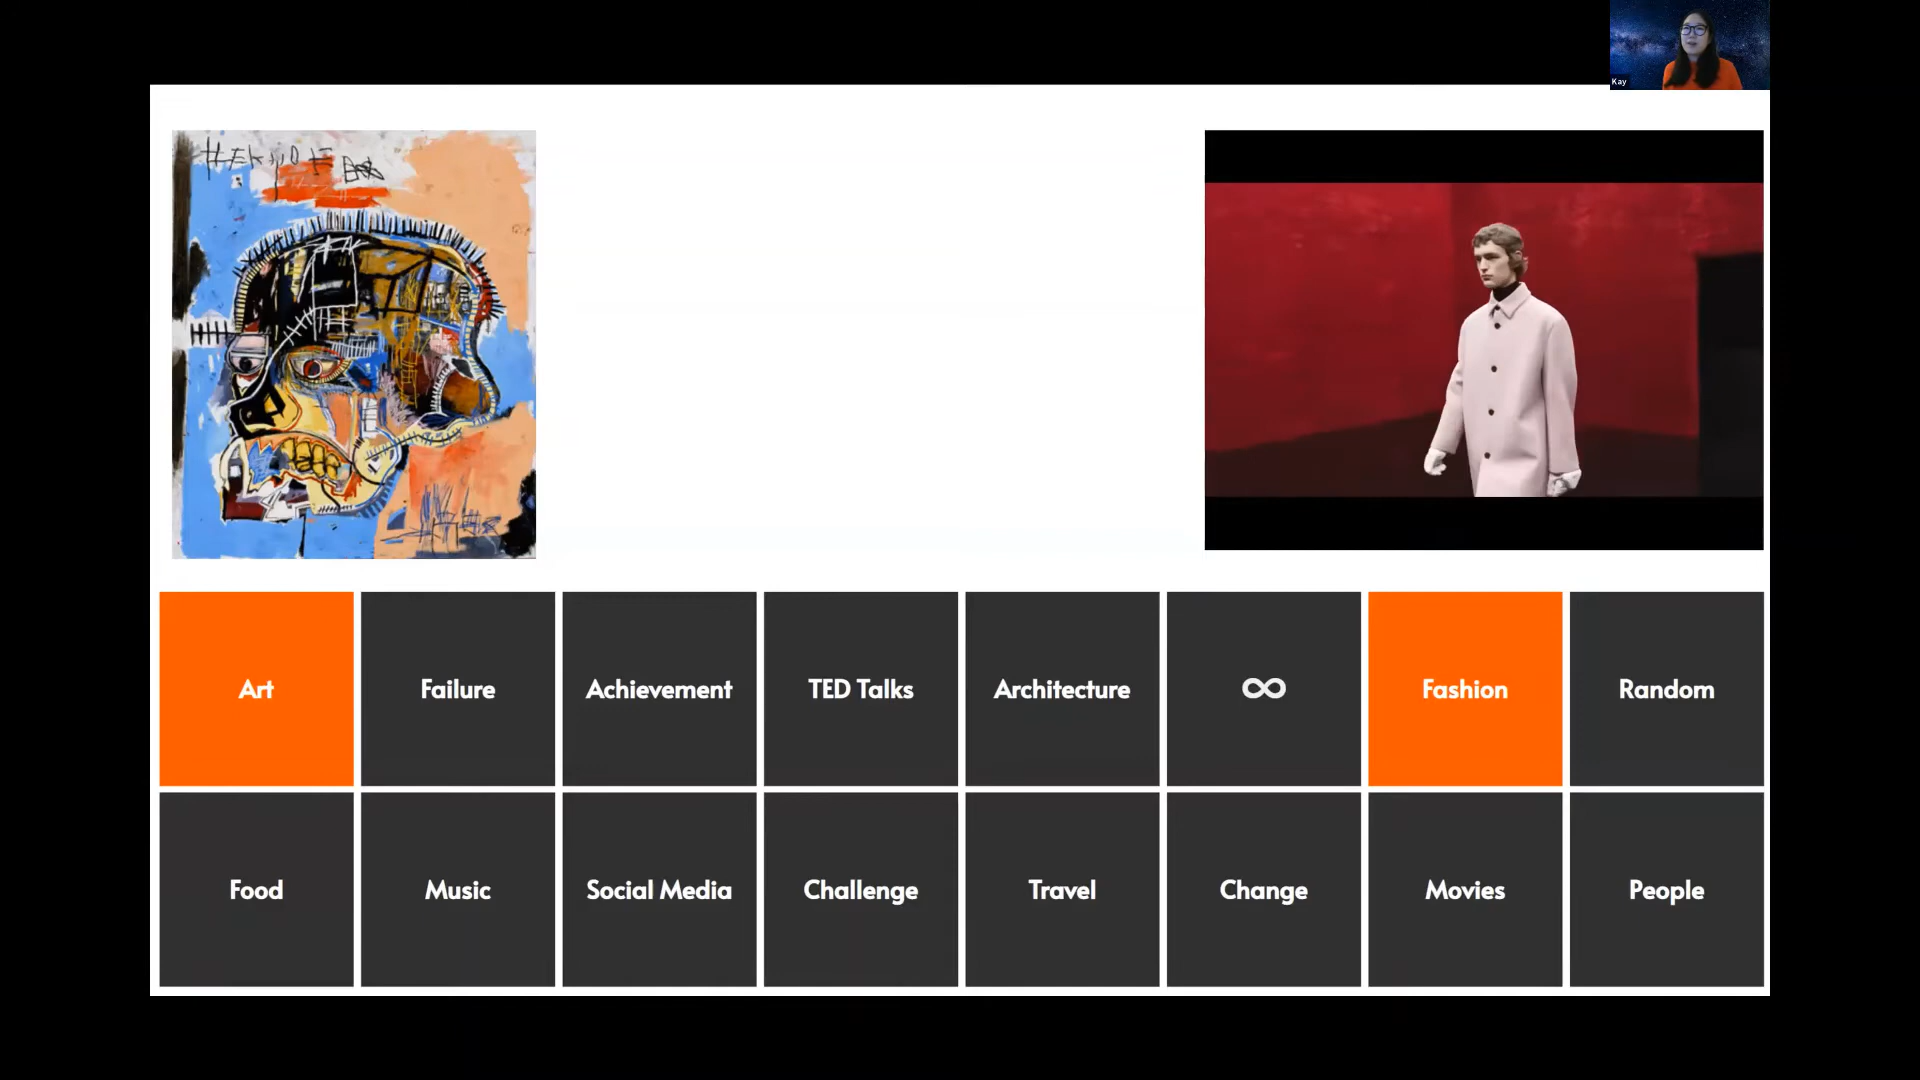 Kay
Art
Failure
Achievement
TED Talks
Architecture
∞
Fashion
Random
Food
Music
Social Media
Challenge
Travel
Change
Movies
People